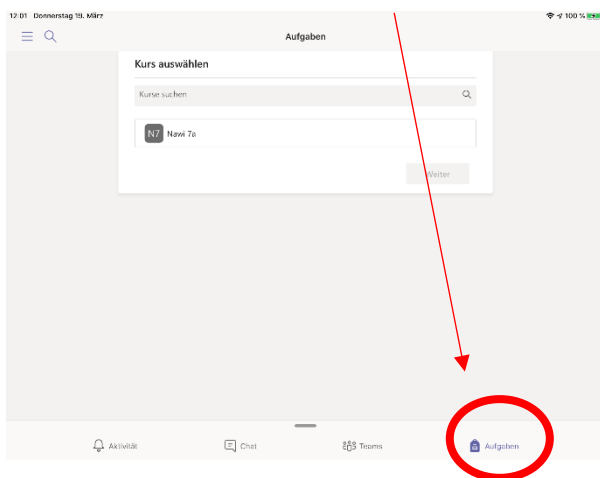 12:01 Donnerstag 19. März 100 %
Aufgaben
Kurs auswählen
Kurse suchen
N7 Nawi 7a
Weiter
Aktivität Chat Teams Aufgaben